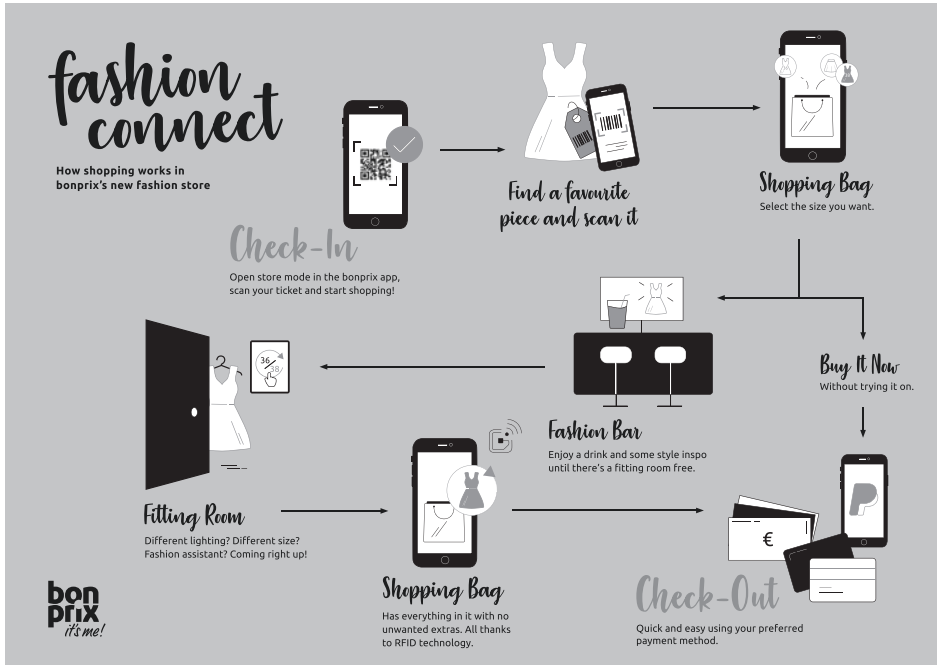 fashion
connect
How shopping works in
bonprix's new fashion store
Check-In
Open store mode in the bonprix app,
scan your ticket and start shopping!
Find a favourite
piece and scan it
Shopping Bag
Select the size you want.
Buy It Now
Without trying it on.
Fashion Bar
Enjoy a drink and some style inspo
until there's a fitting room free.
36
38
Fitting Room
Different lighting? Different size?
Fashion assistant? Coming right up!
Shopping Bag
Has everything in it with no
unwanted extras. All thanks
to RFID technology.
€
P
Check-Out
Quick and easy using your preferred
payment method.
bon
prix
it's me!